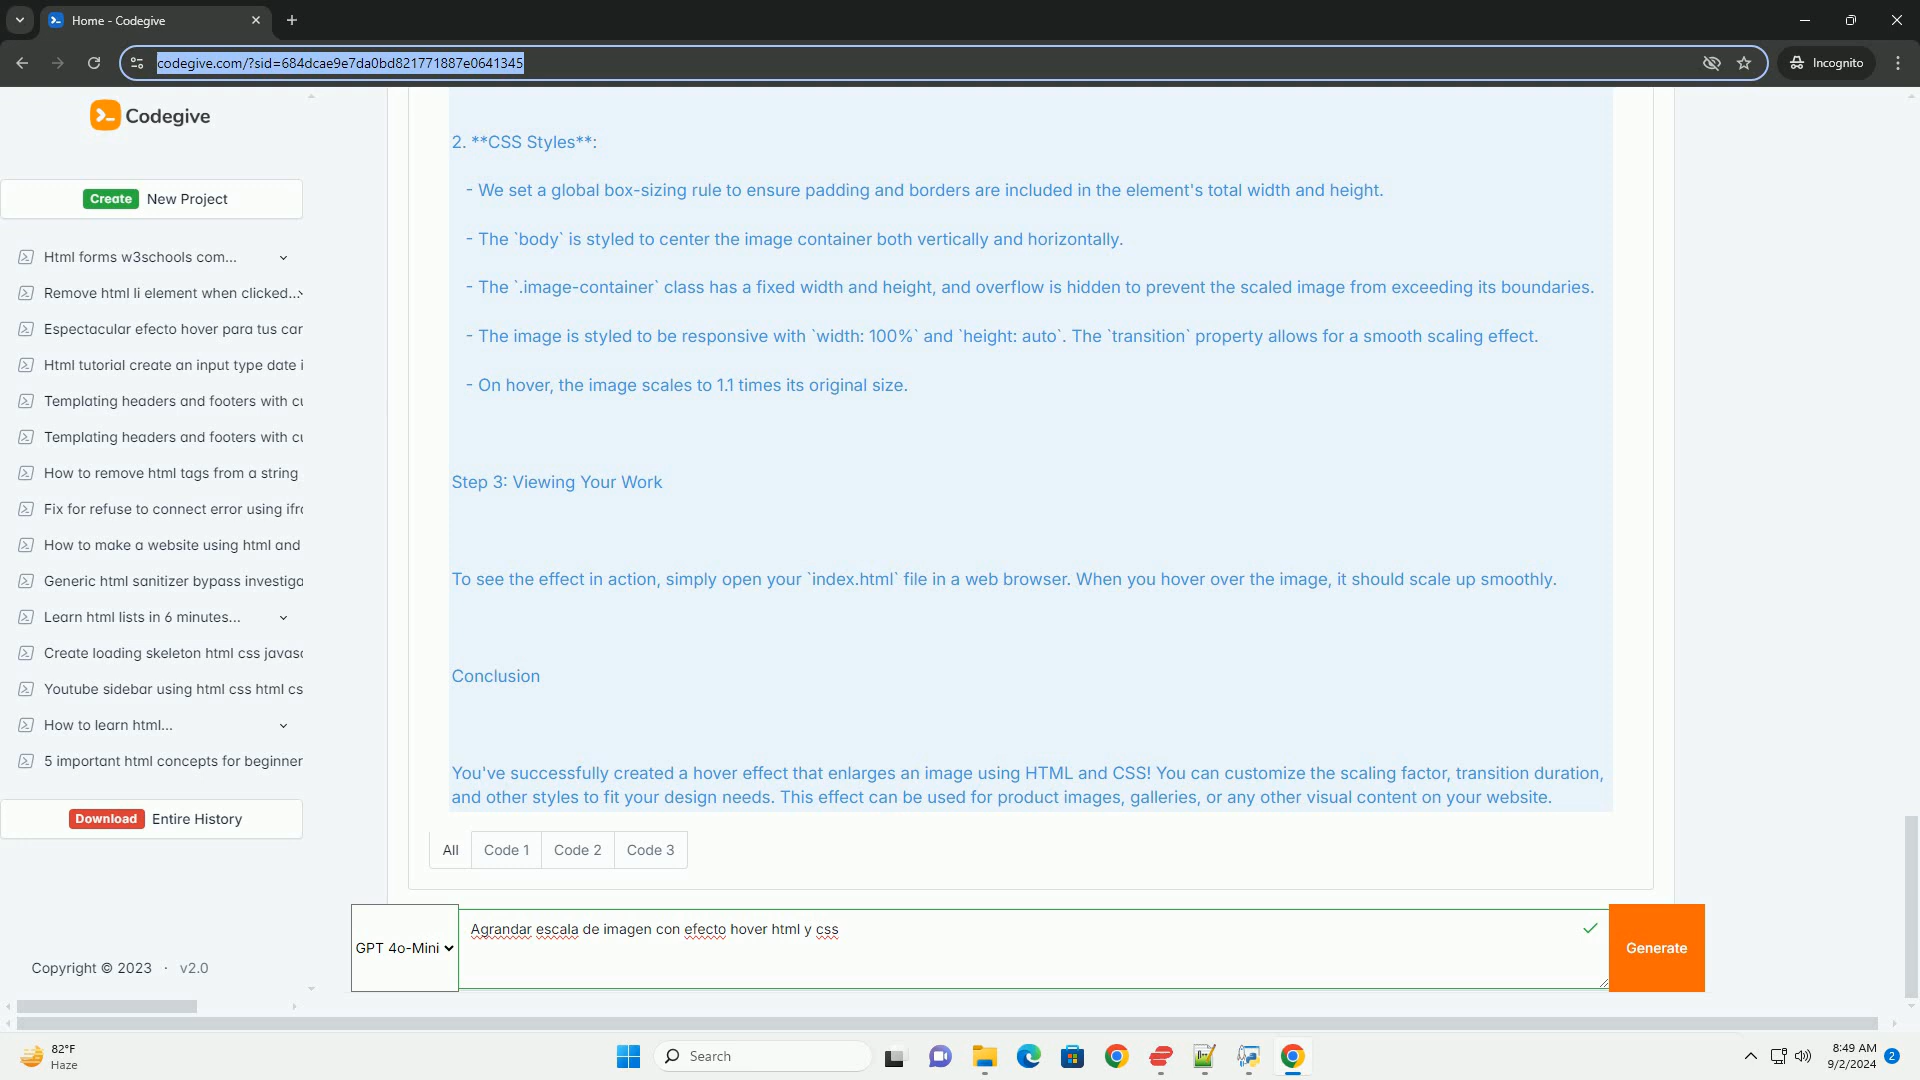 Home - Codegive
codegive.com/?sid=684dcae9e7da0bd821771887e0641345
Incognito
Codegive
Create New Project
Html forms w3schools com...
Remove html li element when clicked...
Espectacular efecto hover para tus car
Html tutorial create an input type date i
Templating headers and footers with cu
Templating headers and footers with cu
How to remove html tags from a string
Fix for refuse to connect error using ifra
How to make a website using html and
Generic html sanitizer bypass investiga
Learn html lists in 6 minutes...
Create loading skeleton html css javasc
Youtube sidebar using html css html cs
How to learn html...
5 important html concepts for beginner
Download Entire History
Copyright © 2023 · v2.0
2. **CSS Styles**:
- We set a global box-sizing rule to ensure padding and borders are included in the element's total width and height.
- The `body` is styled to center the image container both vertically and horizontally.
- The `.image-container` class has a fixed width and height, and overflow is hidden to prevent the scaled image from exceeding its boundaries.
- The image is styled to be responsive with `width: 100%` and `height: auto`. The `transition` property allows for a smooth scaling effect.
- On hover, the image scales to 1.1 times its original size.
Step 3: Viewing Your Work
To see the effect in action, simply open your `index.html` file in a web browser. When you hover over the image, it should scale up smoothly.
Conclusion
You've successfully created a hover effect that enlarges an image using HTML and CSS! You can customize the scaling factor, transition duration,
and other styles to fit your design needs. This effect can be used for product images, galleries, or any other visual content on your website.
All Code 1 Code 2 Code 3
GPT 4o-Mini
Agrandar escala de imagen con efecto hover html y css
Generate
82°F
Haze
Search
8:49 AM
9/2/2024
2